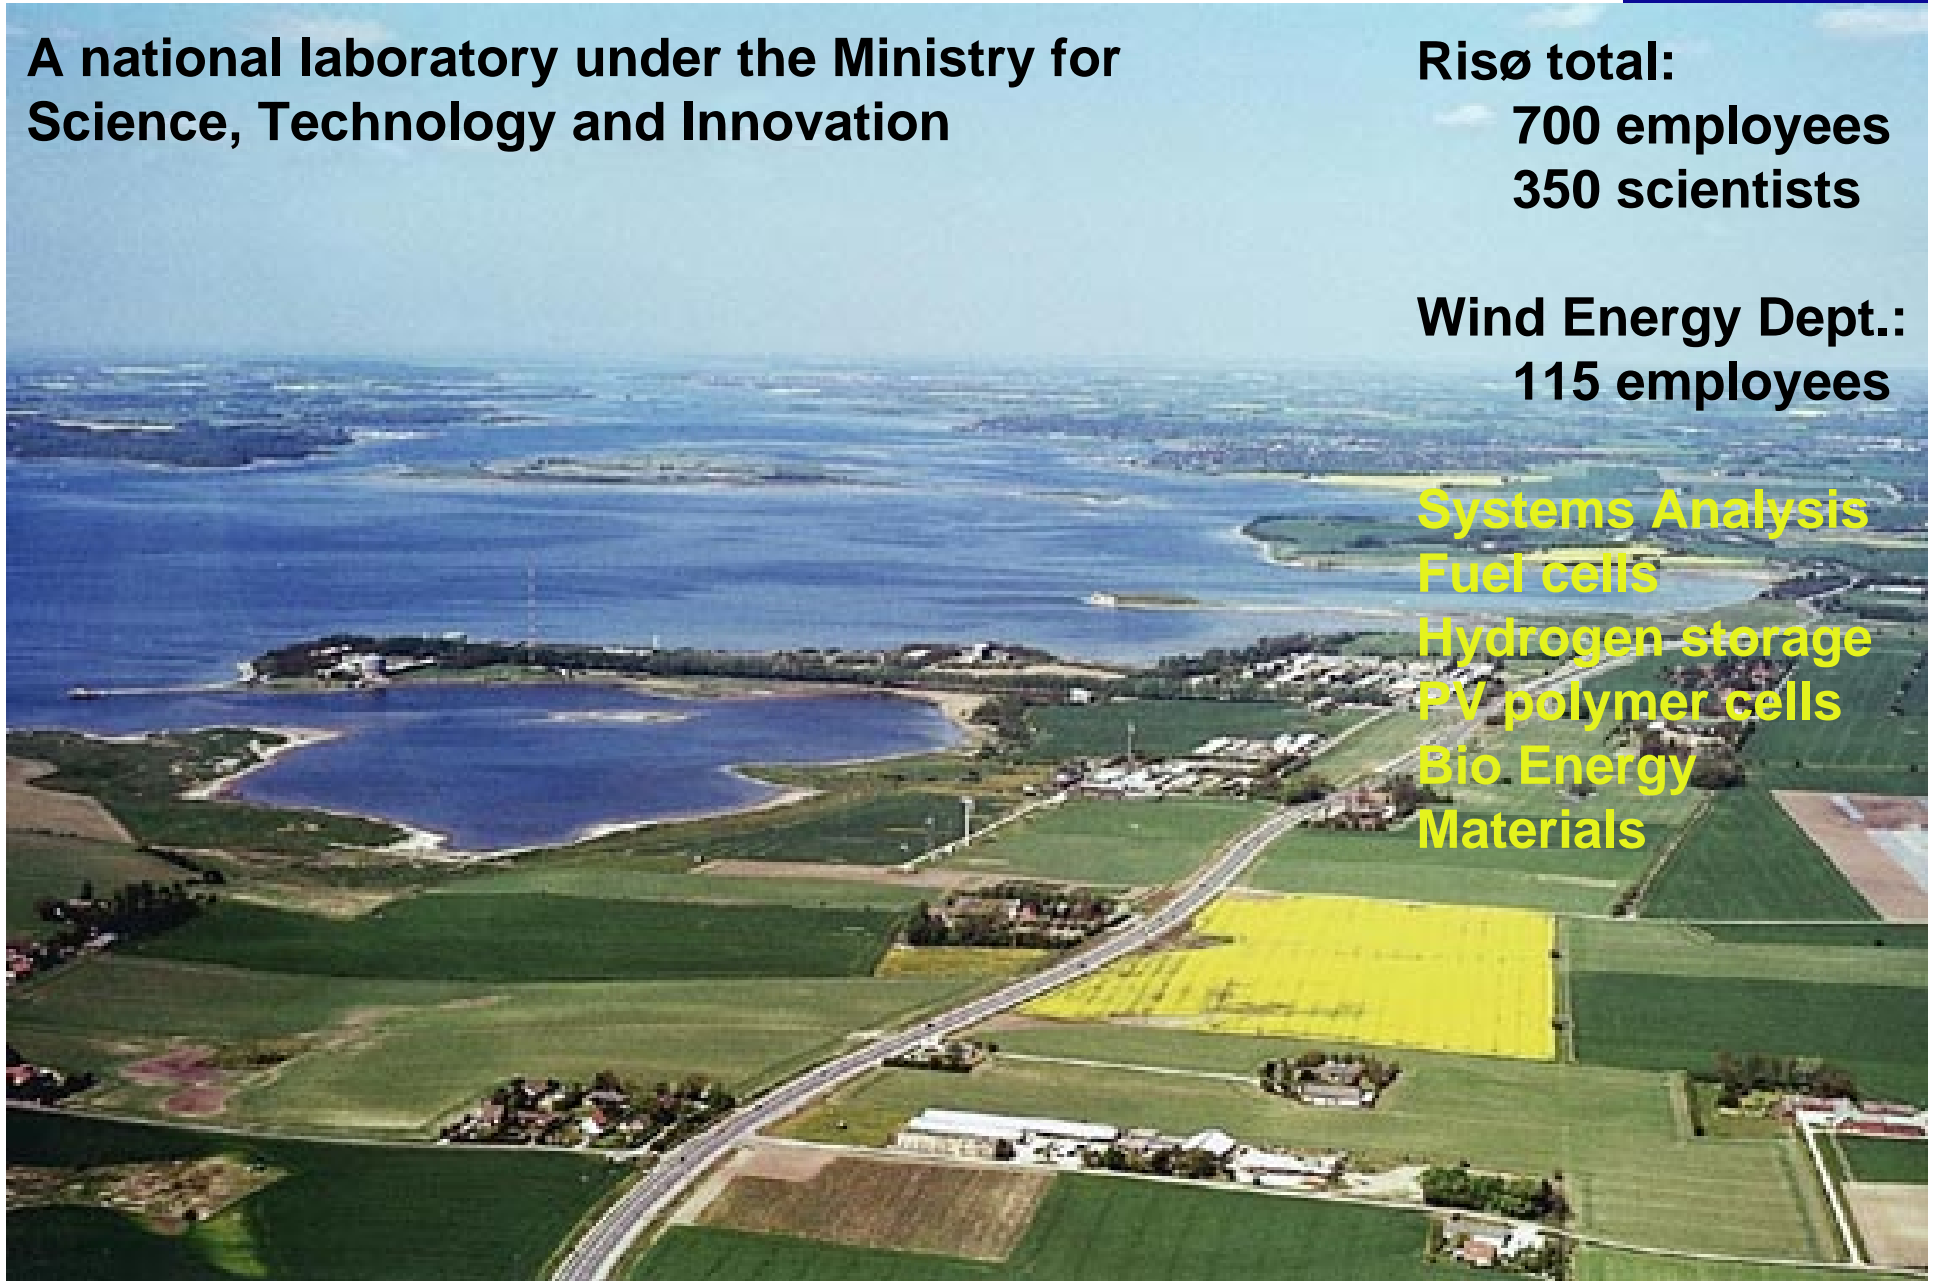 A national laboratory under the Ministry for
Science, Technology and Innovation
Risø total:
700 employees
350 scientists
Wind Energy Dept.:
115 employees
Systems Analysis
Fuel cells
Hydrogen storage
PV polymer cells
Bio Energy
Materials